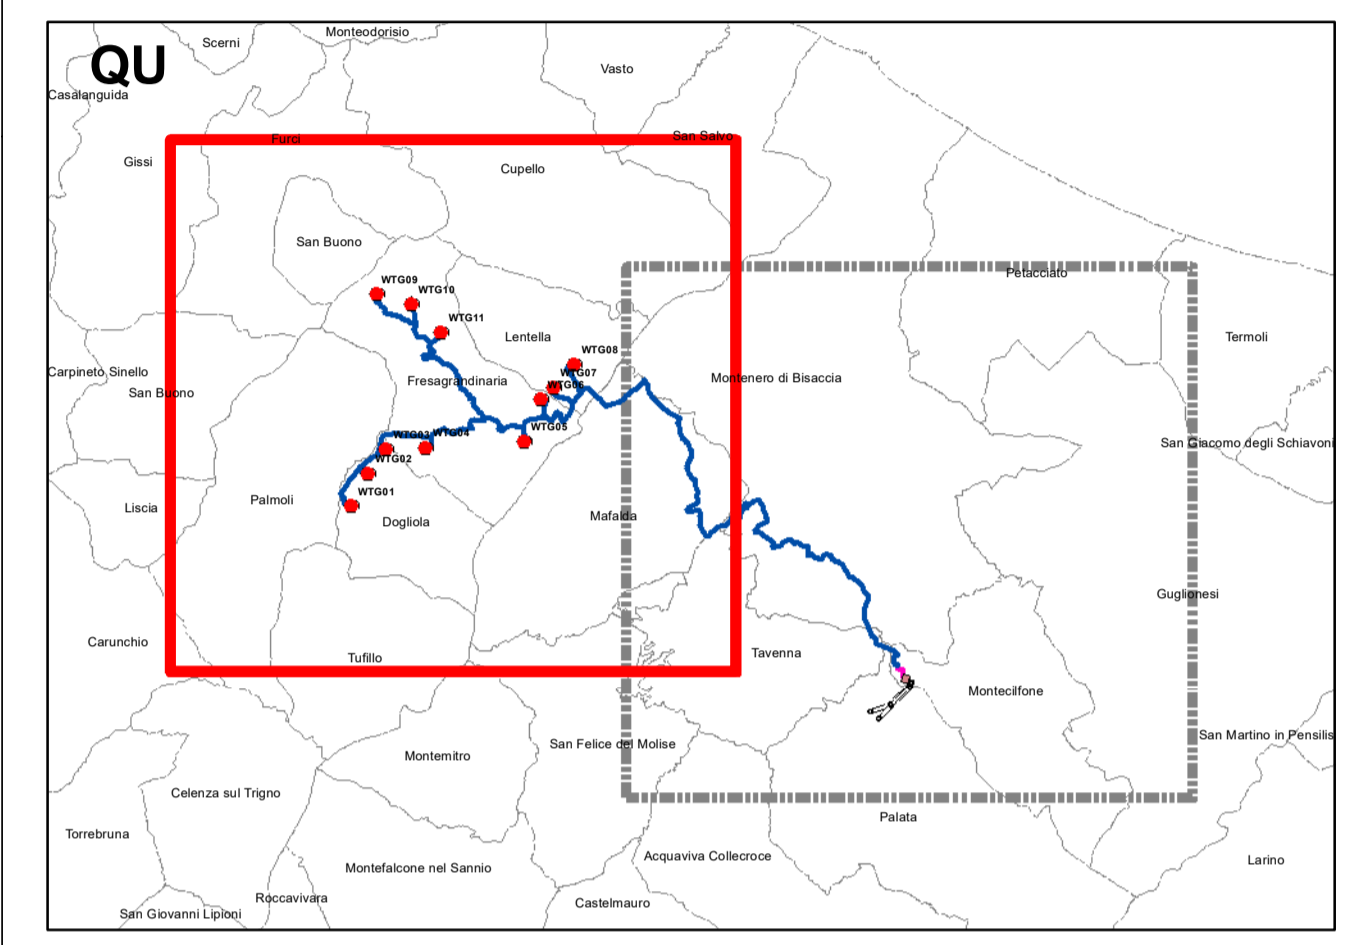 QU
Scerni
Monteodorisio
Vasto
Casalanguida
Furci
San Salvo
Gissi
Cupello
San Buono
Petacciato
WTG09
WTG10
WTG11
Lentella
Termoli
WTG08
Carpineto Sinello
WTG07
Montenero di Bisaccia
Fresagrandinaria
WTG06
San Buono
WTG05
WTG03
WTG04
San Giacomo degli Schiavoni
WTG02
WTG01
Palmoli
Liscia
Mafalda
Dogliola
Guglionesi
Carunchio
Tavenna
Tufillo
Montecilfone
San Martino in Pensilis
San Felice del Molise
Montemitro
Celenza sul Trigno
Palata
Torrebruna
Acquaviva Collecroce
Larino
Montefalcone nel Sannio
Roccavivara
Castelmauro
San Giovanni Lipioni